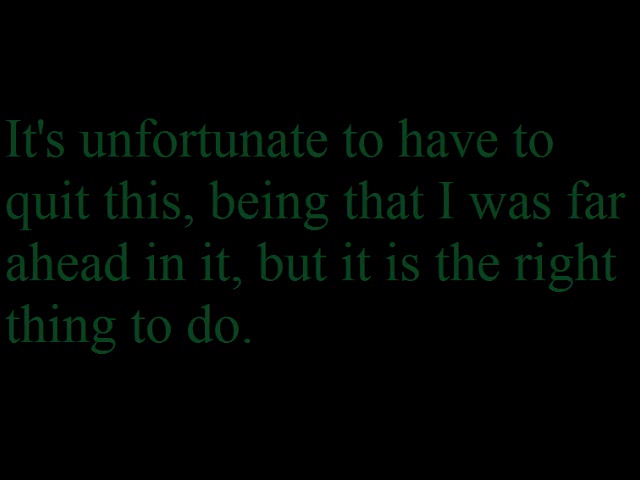 It's unfortunate to have to
quit this, being that I was far
ahead in it, but it is the right
thing to do.